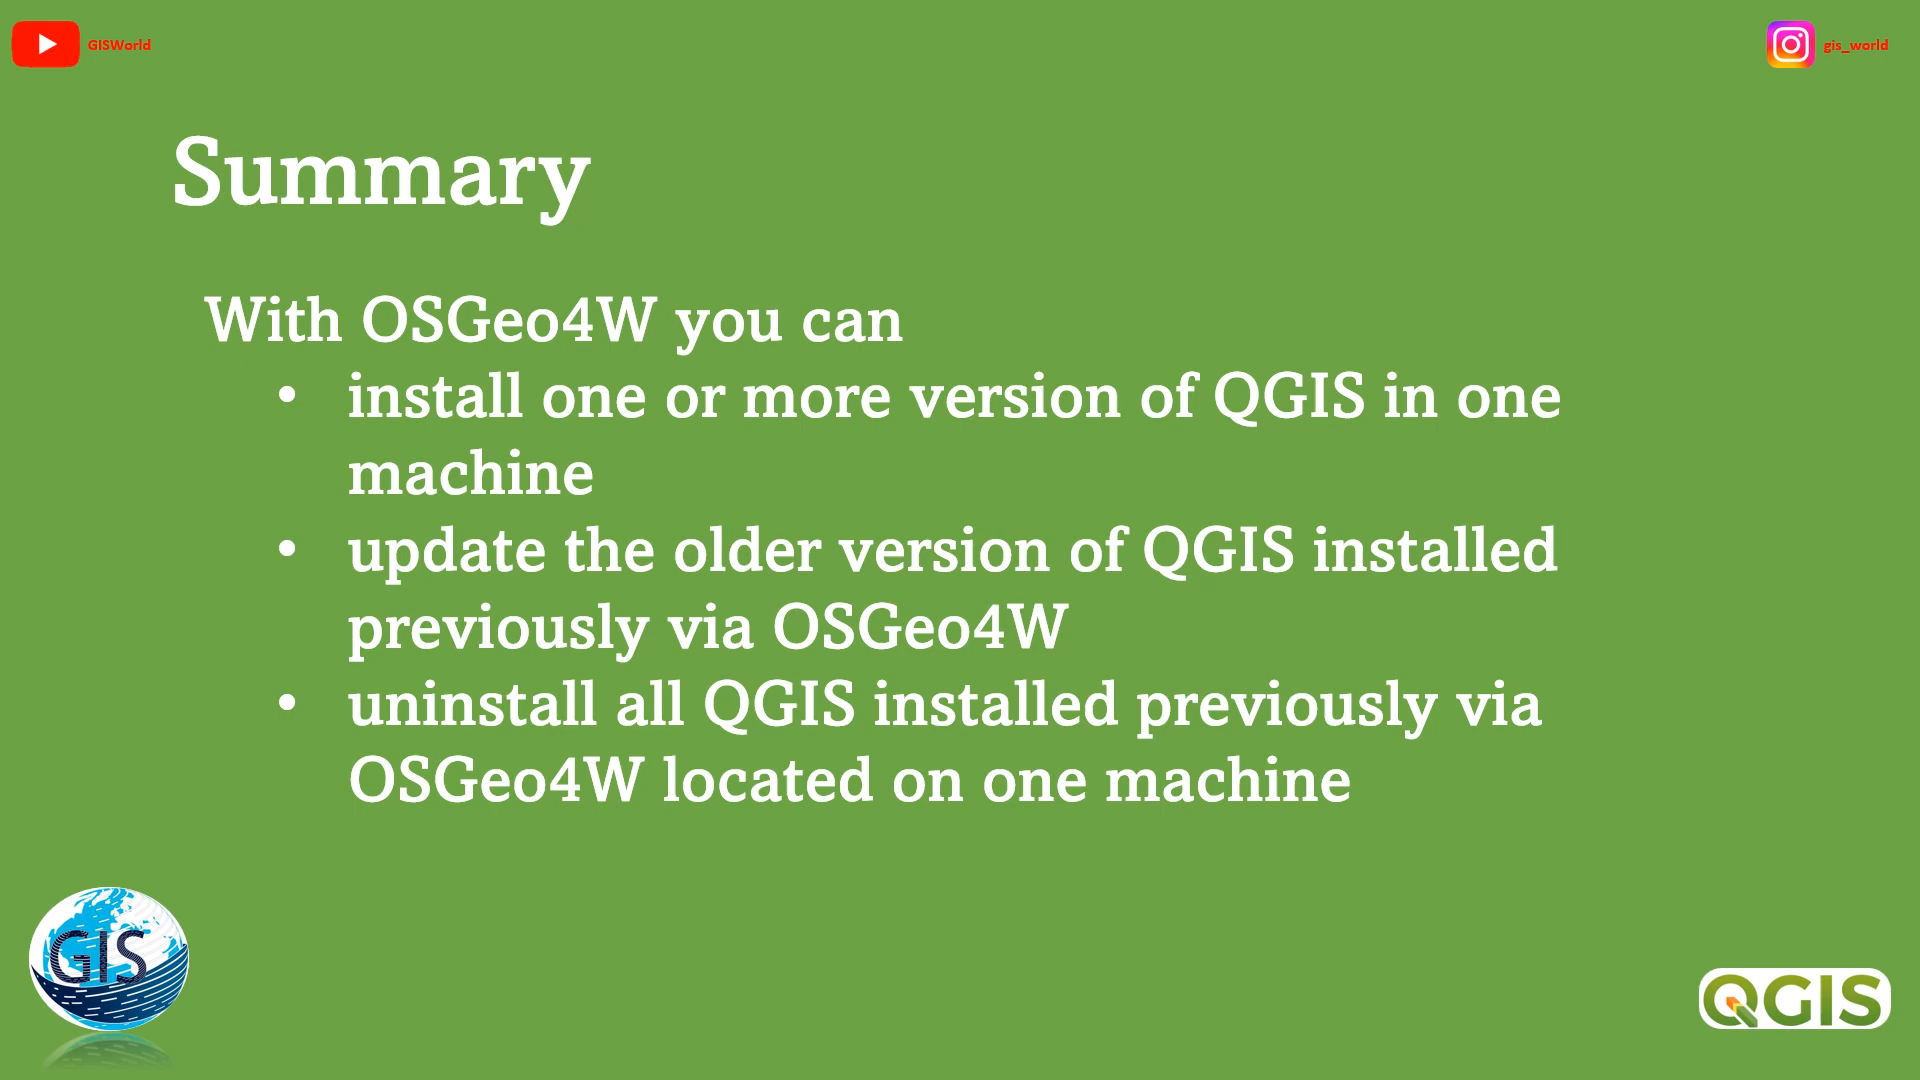 GISWorld
gis_world
Summary
With OSGeo4W you can
• install one or more version of QGIS in one
machine
• update the older version of QGIS installed
previously via OSGeo4W
• uninstall all QGIS installed previously via
OSGeo4W located on one machine
GIS
QGIS